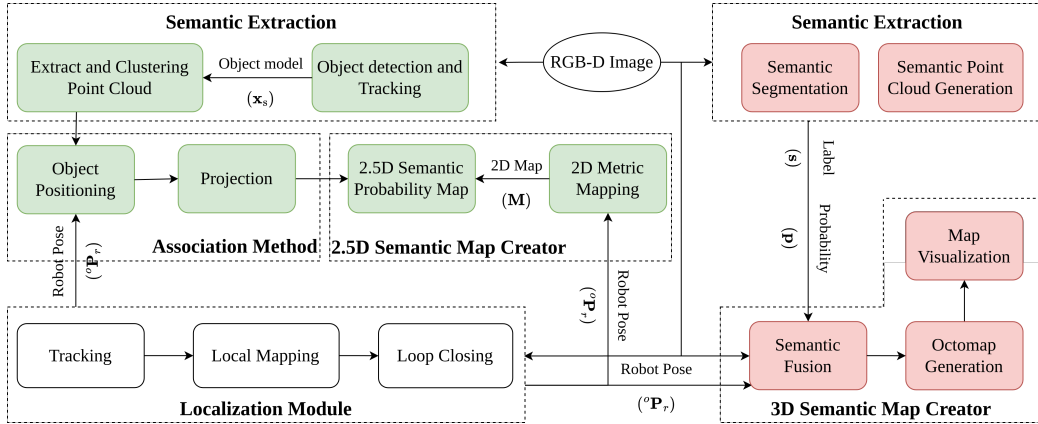 Semantic Extraction
Extract and Clustering
Point Cloud
Object model
(xₛ)
Object detection and
Tracking
RGB-D Image
Semantic Extraction
Semantic
Segmentation
Semantic Point
Cloud Generation
Object
Positioning
Projection
Association Method
2.5D Semantic
Probability Map
2D Map
(M)
2D Metric
Mapping
2.5D Semantic Map Creator
Label
(s)
Probability
(p)
Map
Visualization
Robot Pose
(ᵒPᵣ)
Robot Pose
(ᵒPᵣ)
Tracking
Local Mapping
Loop Closing
Localization Module
Robot Pose
(ᵒPᵣ)
Semantic
Fusion
Octomap
Generation
3D Semantic Map Creator